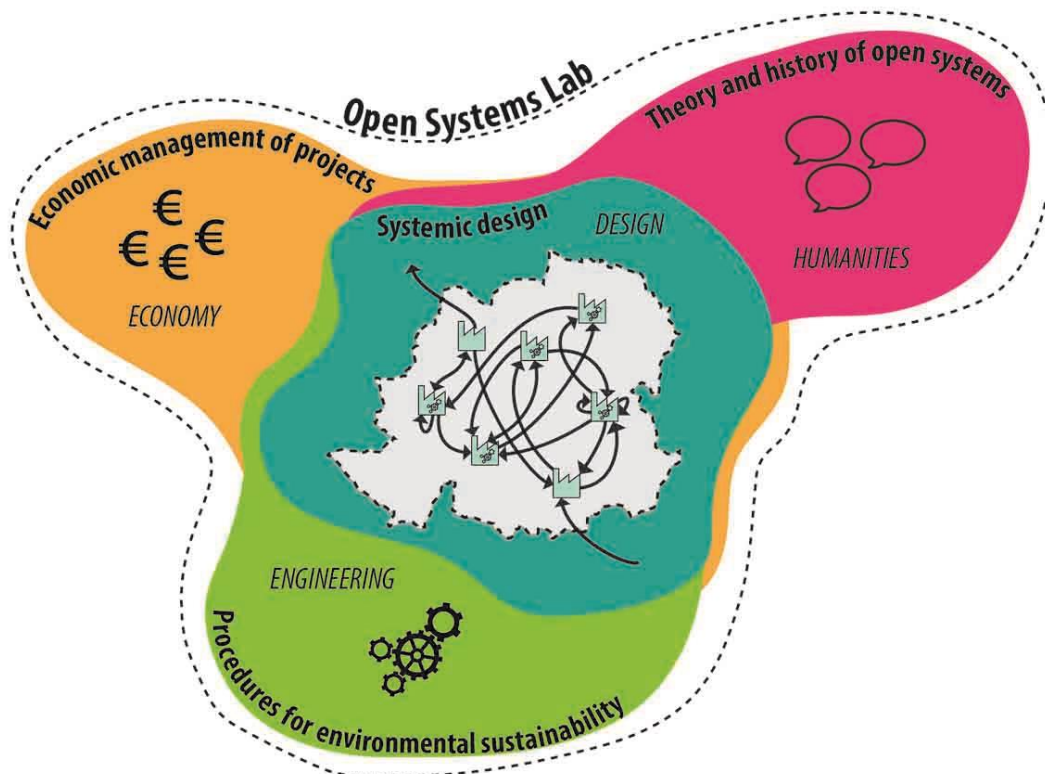 Open Systems Lab
Theory and history of open systems
Economic management of projects
€
€ €
€
Systemic design
DESIGN
HUMANITIES
ECONOMY
ENGINEERING
Procedures for environmental sustainability